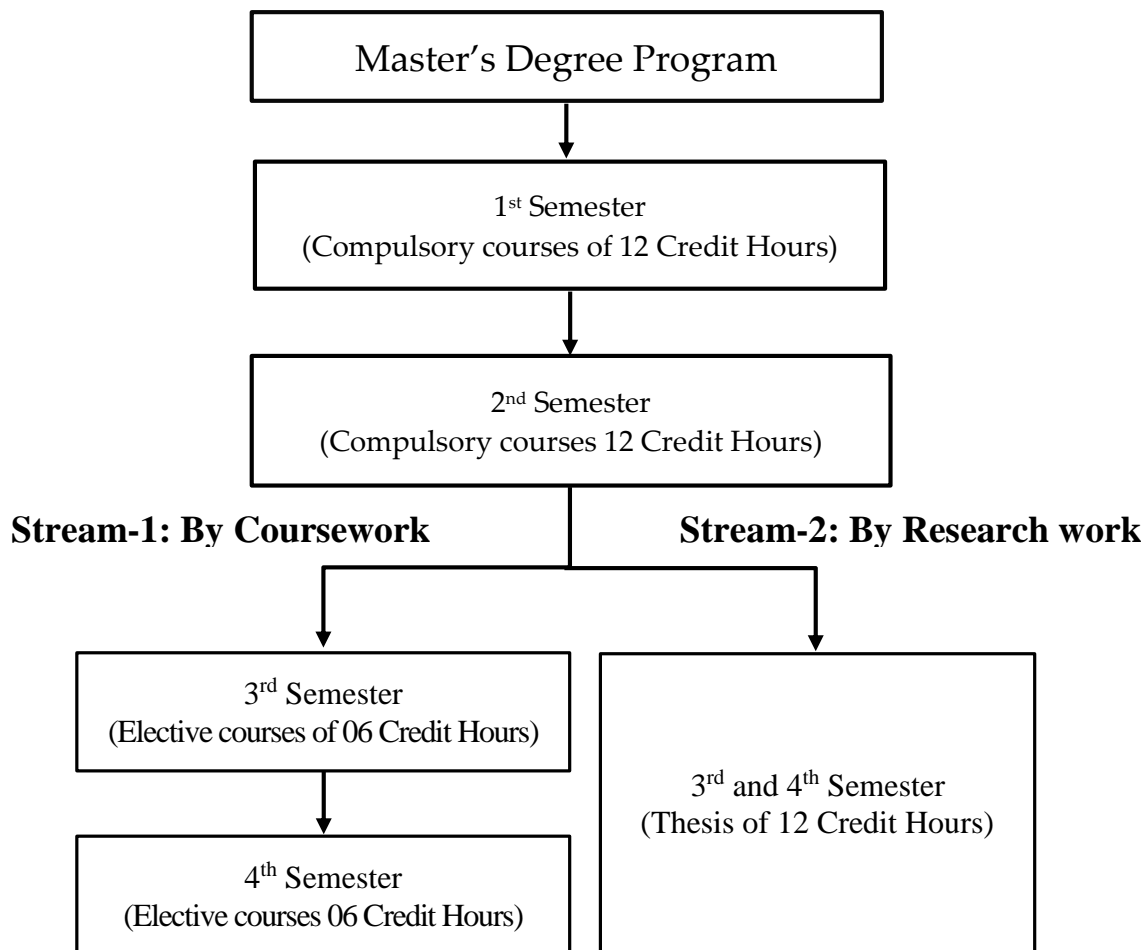 Master’s Degree Program
1st Semester
(Compulsory courses of 12 Credit Hours)
2nd Semester
(Compulsory courses 12 Credit Hours)
Stream-1: By Coursework
Stream-2: By Research work
3rd Semester
(Elective courses of 06 Credit Hours)
4th Semester
(Elective courses 06 Credit Hours)
3rd and 4th Semester
(Thesis of 12 Credit Hours)